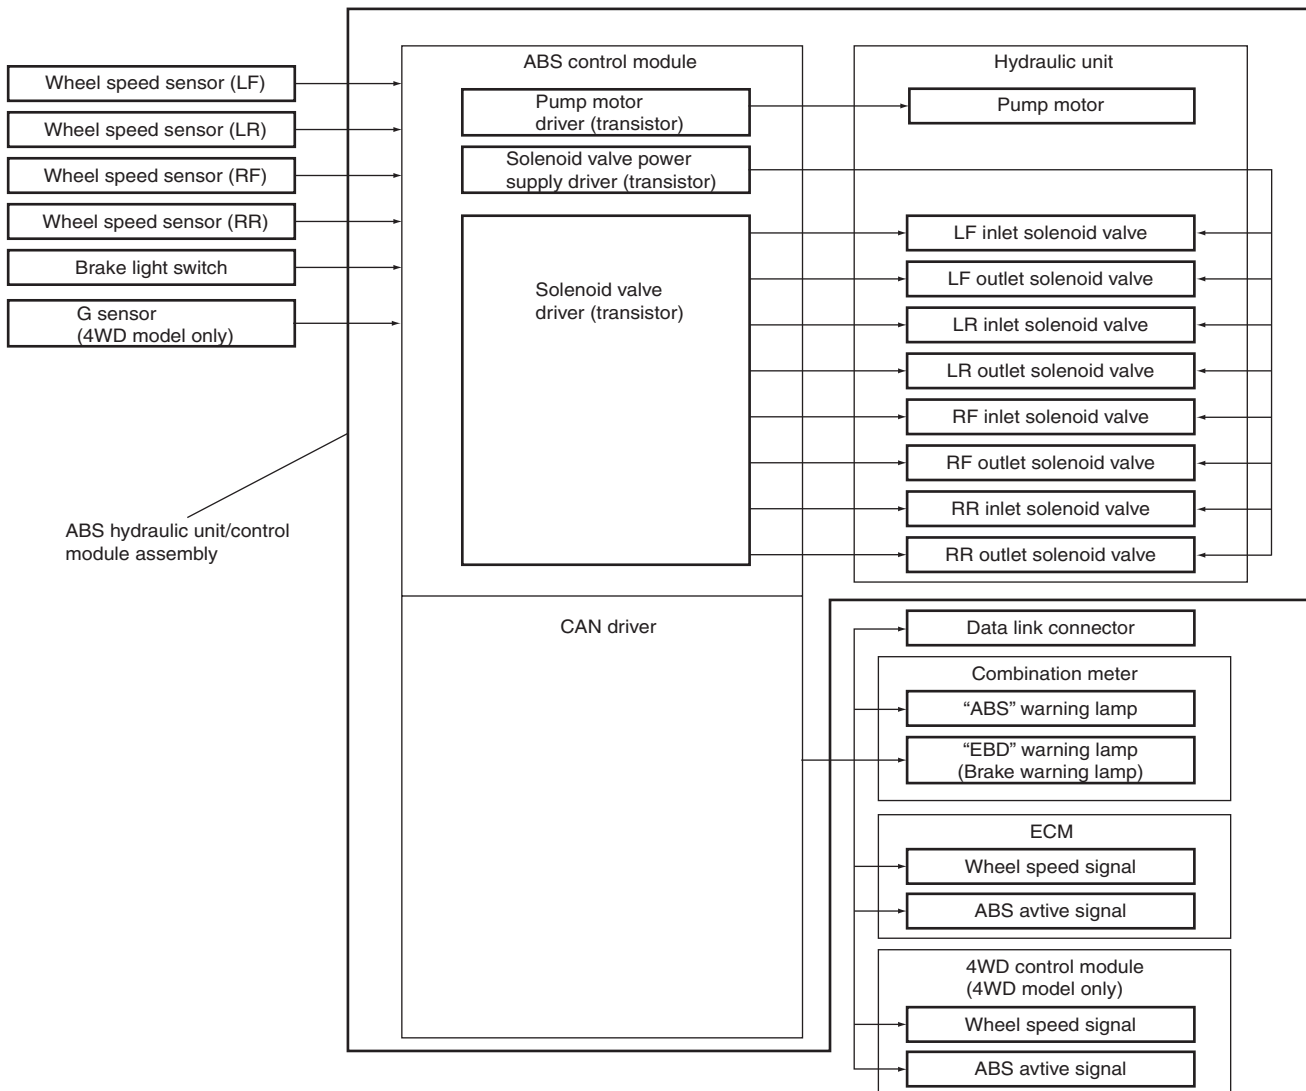 Wheel speed sensor (LF)
Wheel speed sensor (LR)
Wheel speed sensor (RF)
Wheel speed sensor (RR)
Brake light switch
G sensor
(4WD model only)
ABS hydraulic unit/control
module assembly
ABS control module
Pump motor
driver (transistor)
Solenoid valve power
supply driver (transistor)
Solenoid valve
driver (transistor)
CAN driver
Hydraulic unit
Pump motor
LF inlet solenoid valve
LF outlet solenoid valve
LR inlet solenoid valve
LR outlet solenoid valve
RF inlet solenoid valve
RF outlet solenoid valve
RR inlet solenoid valve
RR outlet solenoid valve
Data link connector
Combination meter
“ABS” warning lamp
“EBD” warning lamp
(Brake warning lamp)
ECM
Wheel speed signal
ABS avtive signal
4WD control module
(4WD model only)
Wheel speed signal
ABS avtive signal